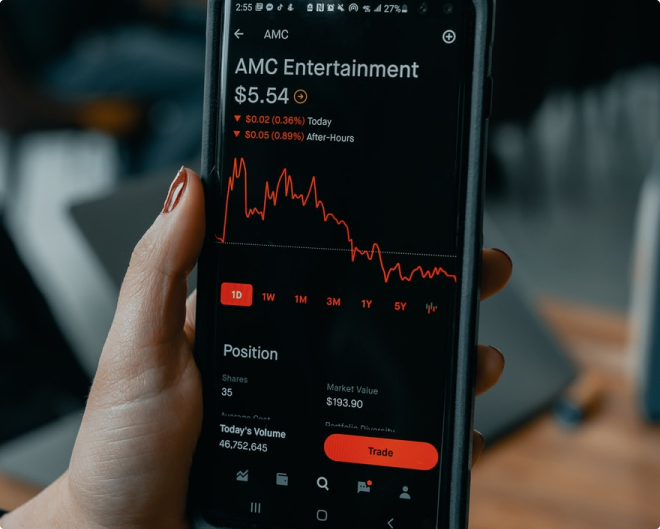 2:55 27%
AMC
AMC Entertainment
$5.54
$0.02 (0.36%) Today
$0.05 (0.89%) After-Hours
1D 1W 1M 3M 1Y 5Y
Position
Shares Market Value
35 $193.90
Average Cost Portfolio Diversity
Today's Volume
46,752,645
Trade